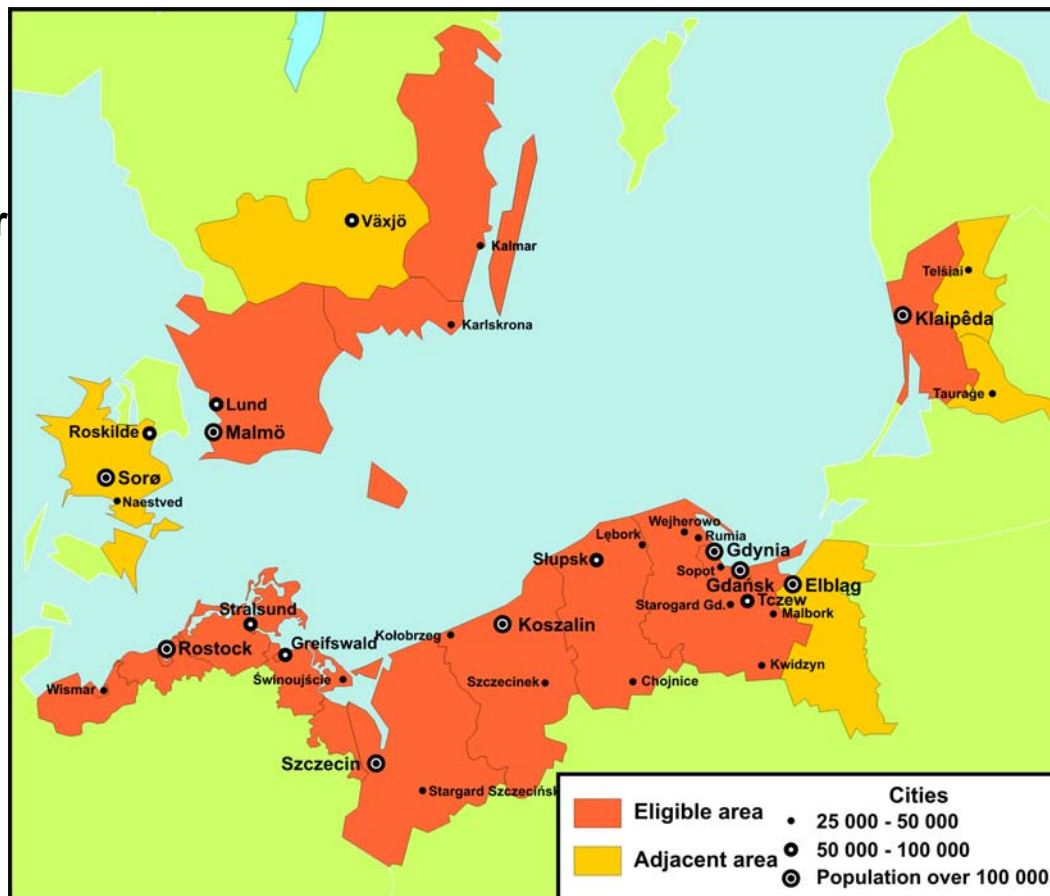 r
Växjö
Kalmar
Telšiai
Klaipêda
Karlskrona
Taurage
Lund
Roskilde
Malmö
Sorø
Naestved
Wejherowo
Lębork
Rumia
Gdynia
Słupsk
Sopot
Gdańsk
Elbląg
Stralsund
Starogard Gd.
Tczew
Malbork
Koszalin
Kołobrzeg
Greifswald
Rostock
Kwidzyn
Świnoujście
Szczecinek
Chojnice
Wismar
Szczecin
Stargard Szczecińsk
Cities
Eligible area
25 000 - 50 000
50 000 - 100 000
Adjacent area
Population over 100 000